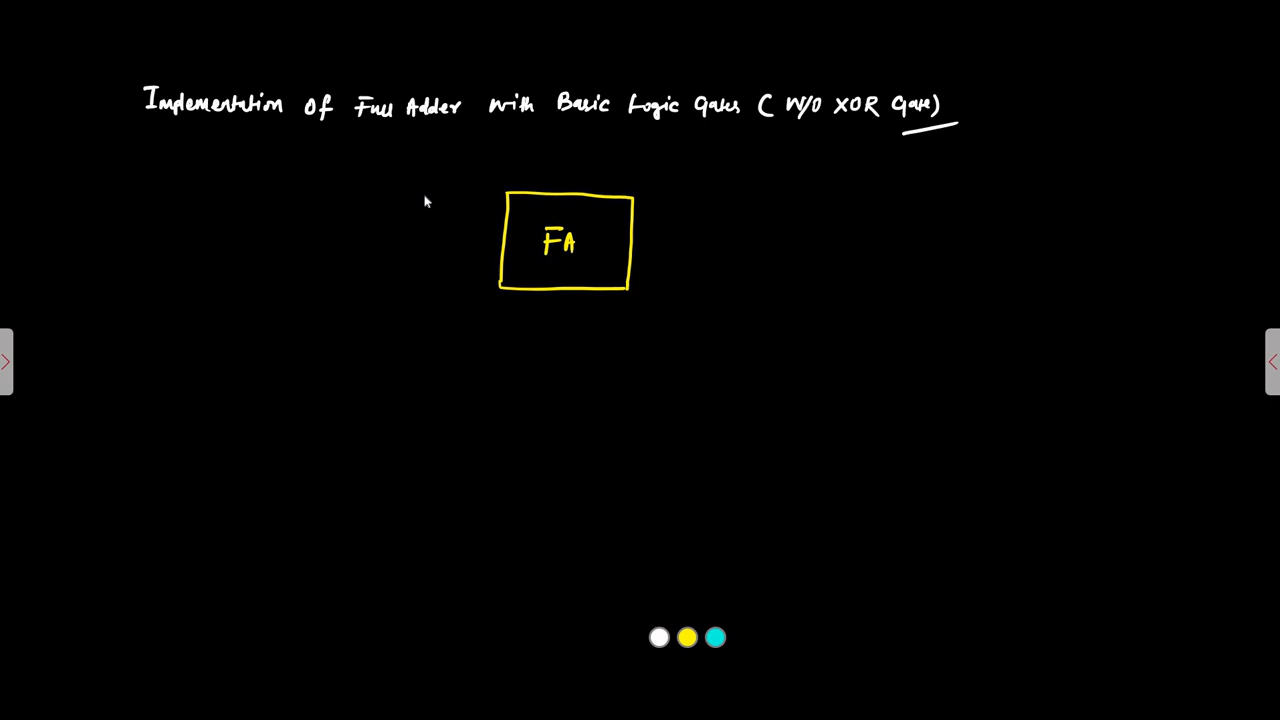 Implementation of Full Adder with Basic Logic Gates ( W/O XOR Gate)
FA